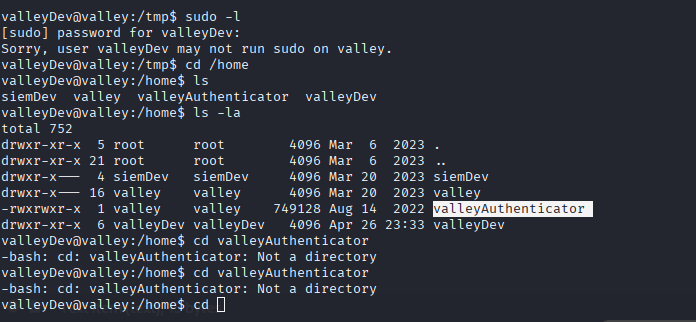 valleyDev@valley:/tmp$ sudo -l
[sudo] password for valleyDev:
Sorry, user valleyDev may not run sudo on valley.
valleyDev@valley:/tmp$ cd /home
valleyDev@valley:/home$ ls
siemDev  valley  valleyAuthenticator  valleyDev
valleyDev@valley:/home$ ls -la
total 752
drwxr-xr-x  5 root      root        4096 Mar  6  2023 .
drwxr-xr-x 21 root      root        4096 Mar  6  2023 ..
drwxr-x---  4 siemDev   siemDev     4096 Mar 20  2023 siemDev
drwxr-x--- 16 valley    valley      4096 Mar 20  2023 valley
-rwxrwxr-x  1 valley    valley    749128 Aug 14  2022 valleyAuthenticator
drwxr-xr-x  6 valleyDev valleyDev   4096 Apr 26 23:33 valleyDev
valleyDev@valley:/home$ cd valleyAuthenticator
-bash: cd: valleyAuthenticator: Not a directory
valleyDev@valley:/home$ cd valleyAuthenticator
-bash: cd: valleyAuthenticator: Not a directory
valleyDev@valley:/home$ cd